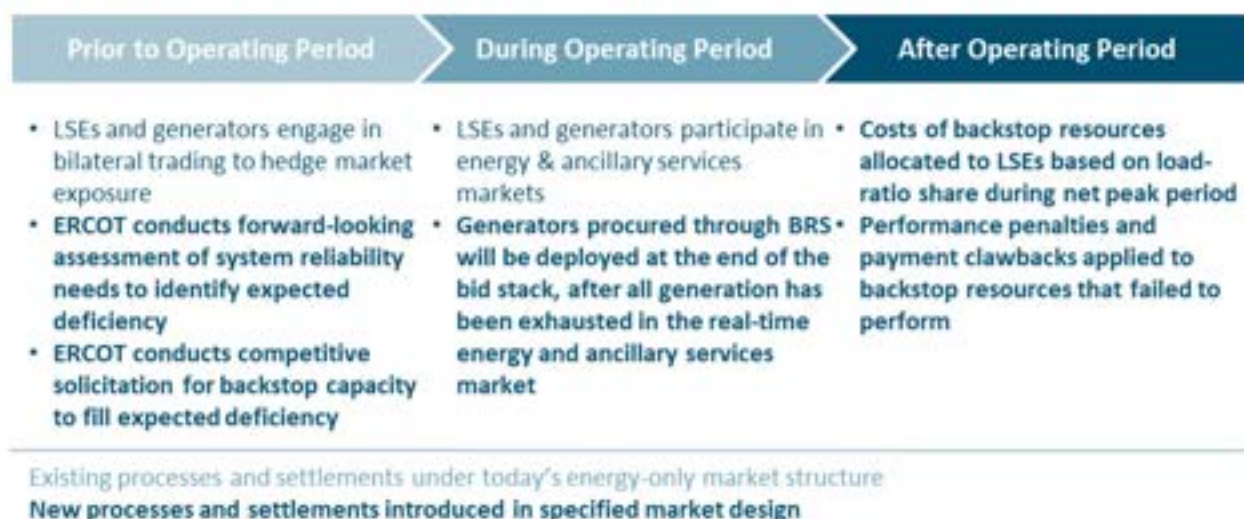 Prior to Operating Period
During Operating Period
After Operating Period
• LSEs and generators engage in
bilateral trading to hedge market
exposure
• ERCOT conducts forward-looking
assessment of system reliability
needs to identify expected
deficiency
• ERCOT conducts competitive
solicitation for backstop capacity
to fill expected deficiency
• LSEs and generators participate in
energy & ancillary services
markets
• Generators procured through BRS
will be deployed at the end of the
bid stack, after all generation has
been exhausted in the real-time
energy and ancillary services
market
• Costs of backstop resources
allocated to LSEs based on load-
ratio share during net peak period
• Performance penalties and
payment clawbacks applied to
backstop resources that failed to
perform
Existing processes and settlements under today's energy-only market structure
New processes and settlements introduced in specified market design